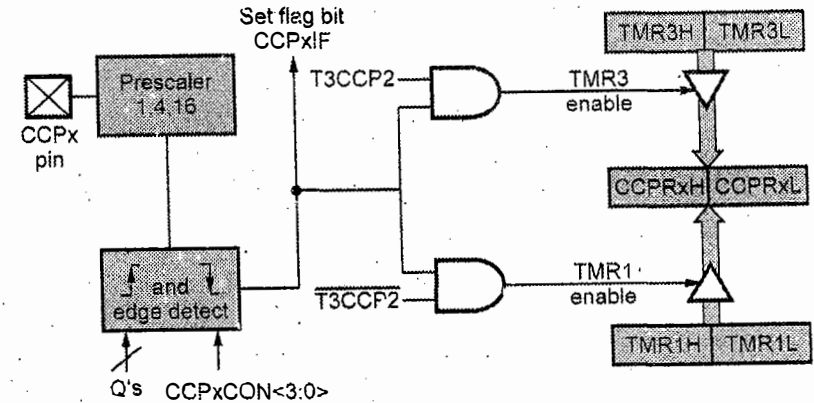 Set flag bit
CCPxIF
TMR3H TMR3L
Prescaler
1.4.16
T3CCP2
TMR3
enable
CCPx
pin
CCPRxH CCPRxL
and
edge detect
T3CCP2
TMR1
enable
TMR1H TMR1L
Q's
CCPxCON<3:0>